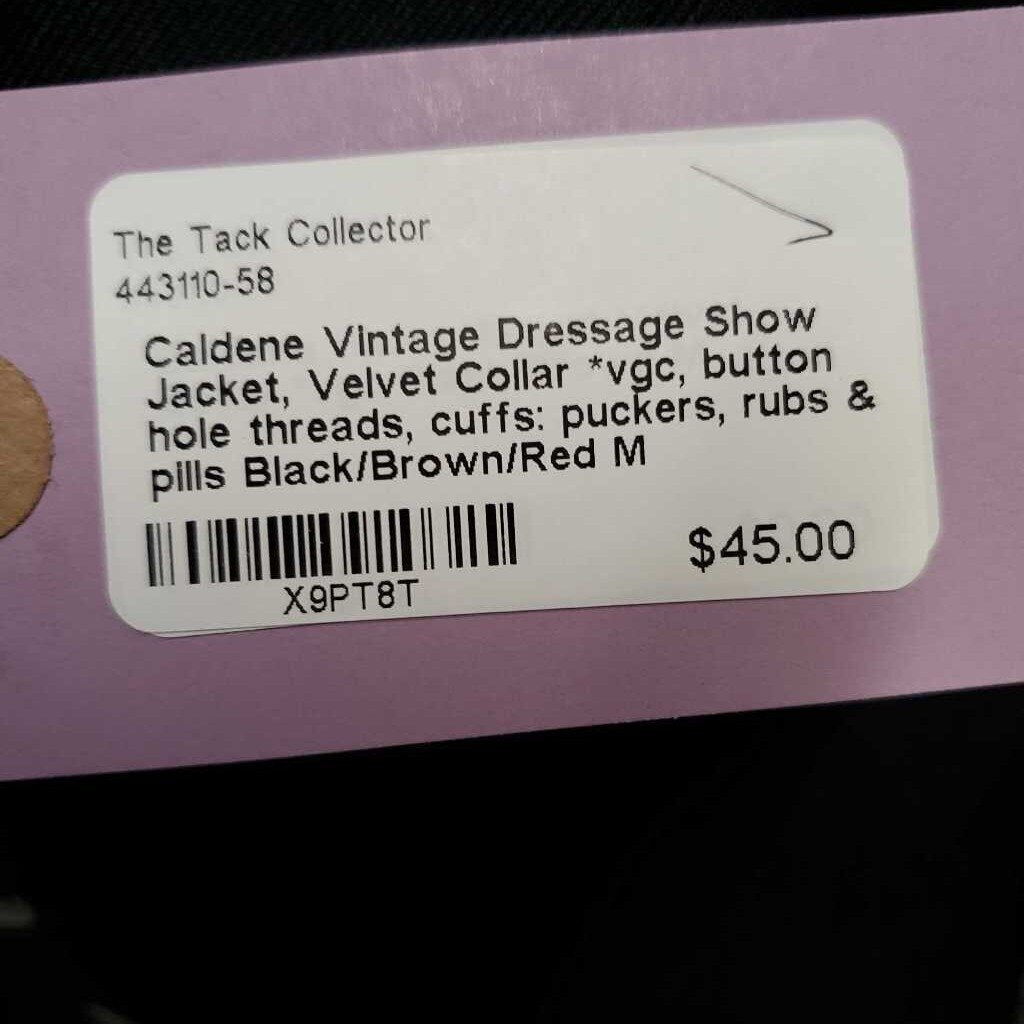 The Tack Collector
443110-58
Caldene Vintage Dressage Show
Jacket, Velvet Collar *vgc, button
hole threads, cuffs: puckers, rubs &
pills Black/Brown/Red M
$45.00
X9PT8T